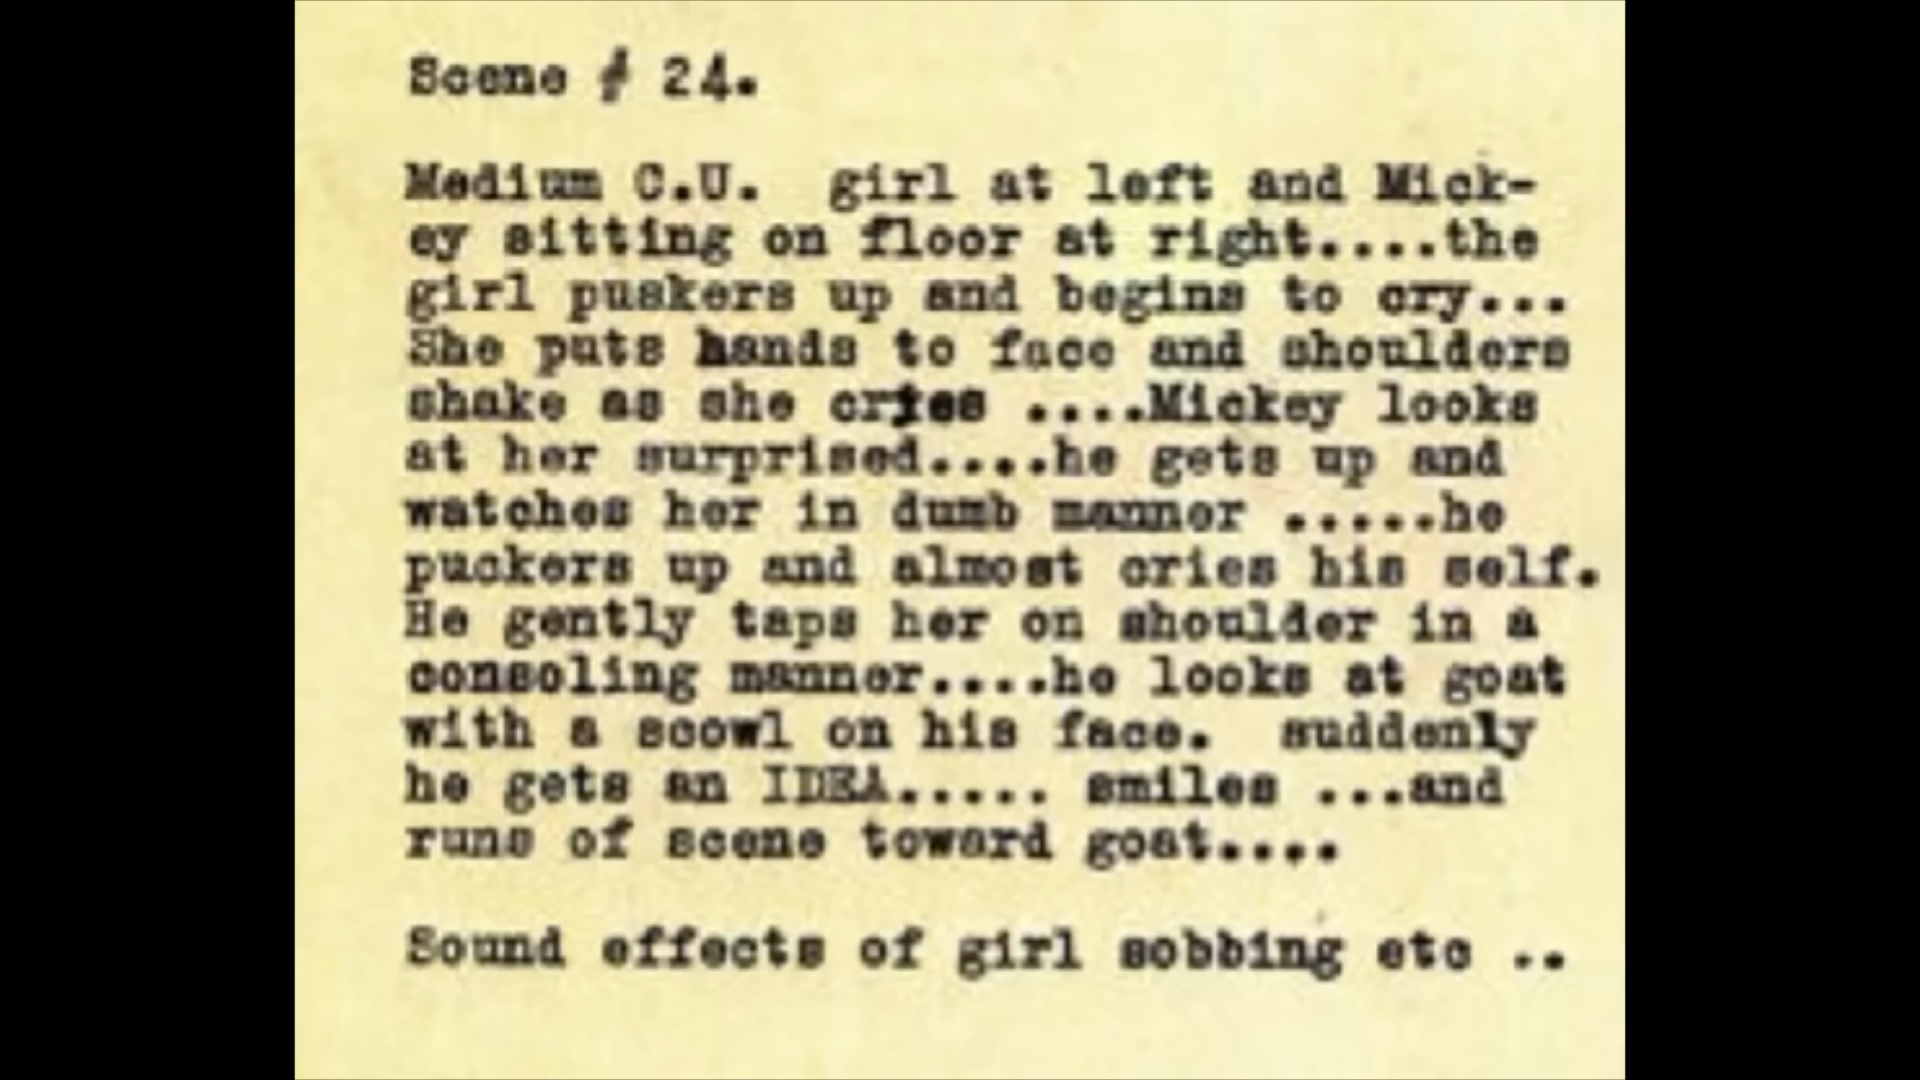 Scene # 24.
Medium C.U.  girl at left and Mick-
ey sitting on floor at right....the
girl puskers up and begins to cry...
She puts hands to face and shoulders
shake as she cries ....Mickey looks
at her surprised....he gets up and
watches her in dumb manner .....he
puckers up and almost cries his self.
He gently taps her on shoulder in a
consoling manner....he looks at goat
with a scowl on his face.  suddenly
he gets an IDEA..... smiles ...and
runs of scene toward goat....
Sound effects of girl sobbing etc ..